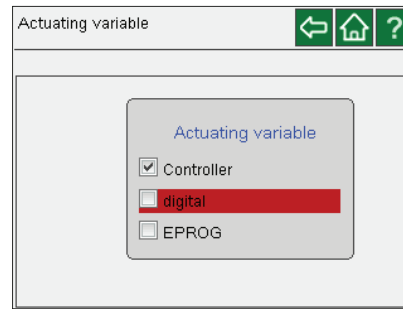 Actuating variable ?
Actuating variable
Controller
digital
EPROG